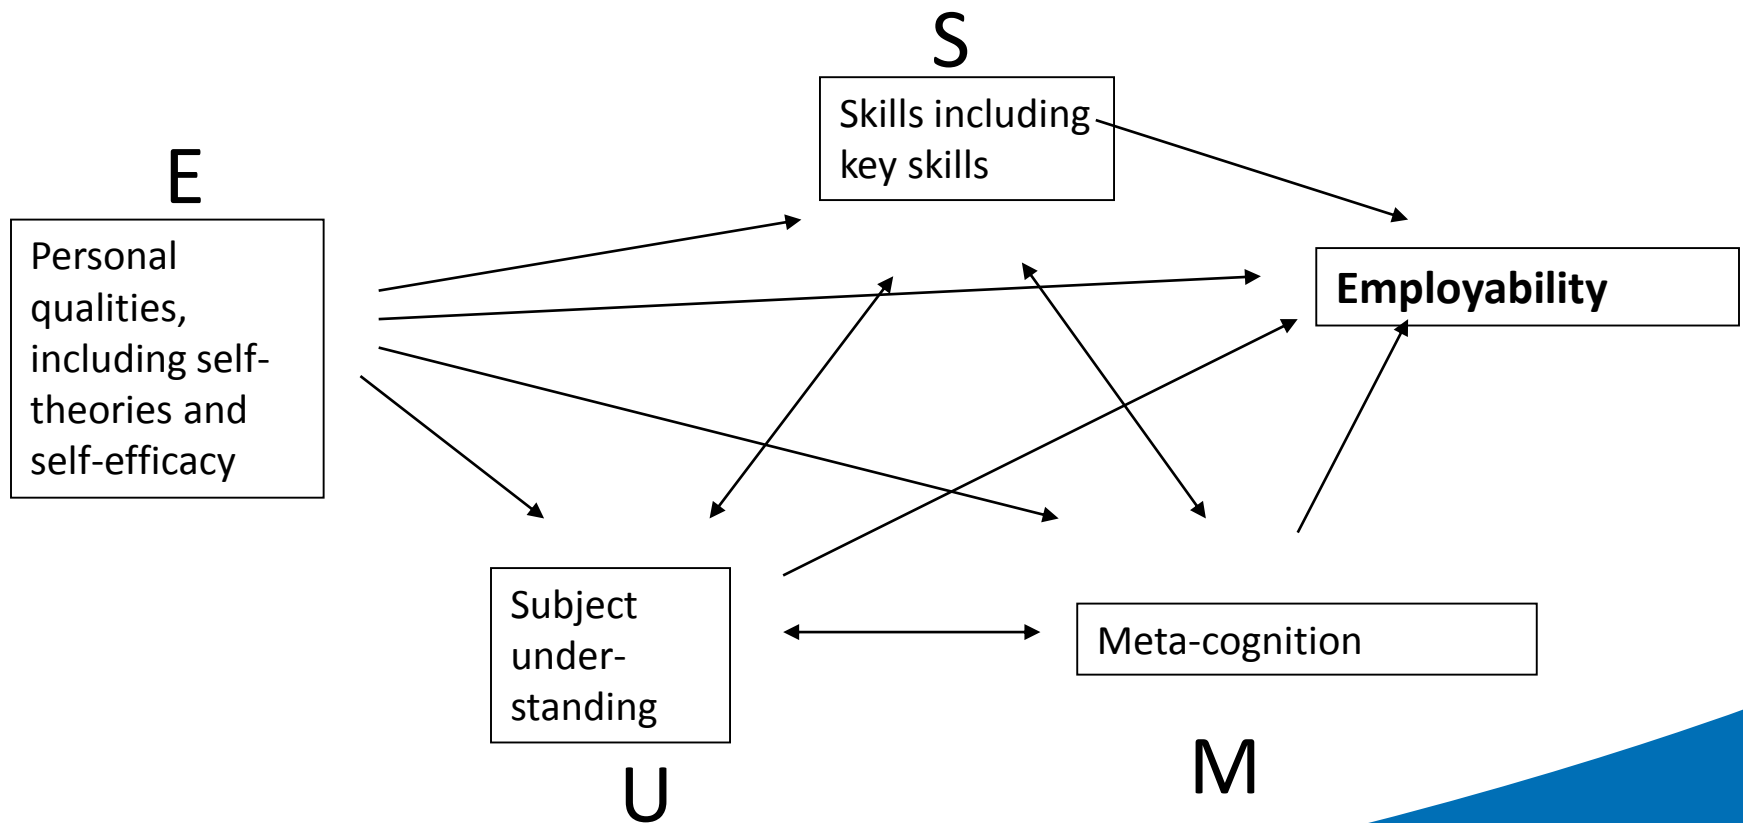 S
Skills including
key skills
E
Personal
qualities,
including self-
theories and
self-efficacy
Employability
Subject
under-
standing
U
Meta-cognition
M